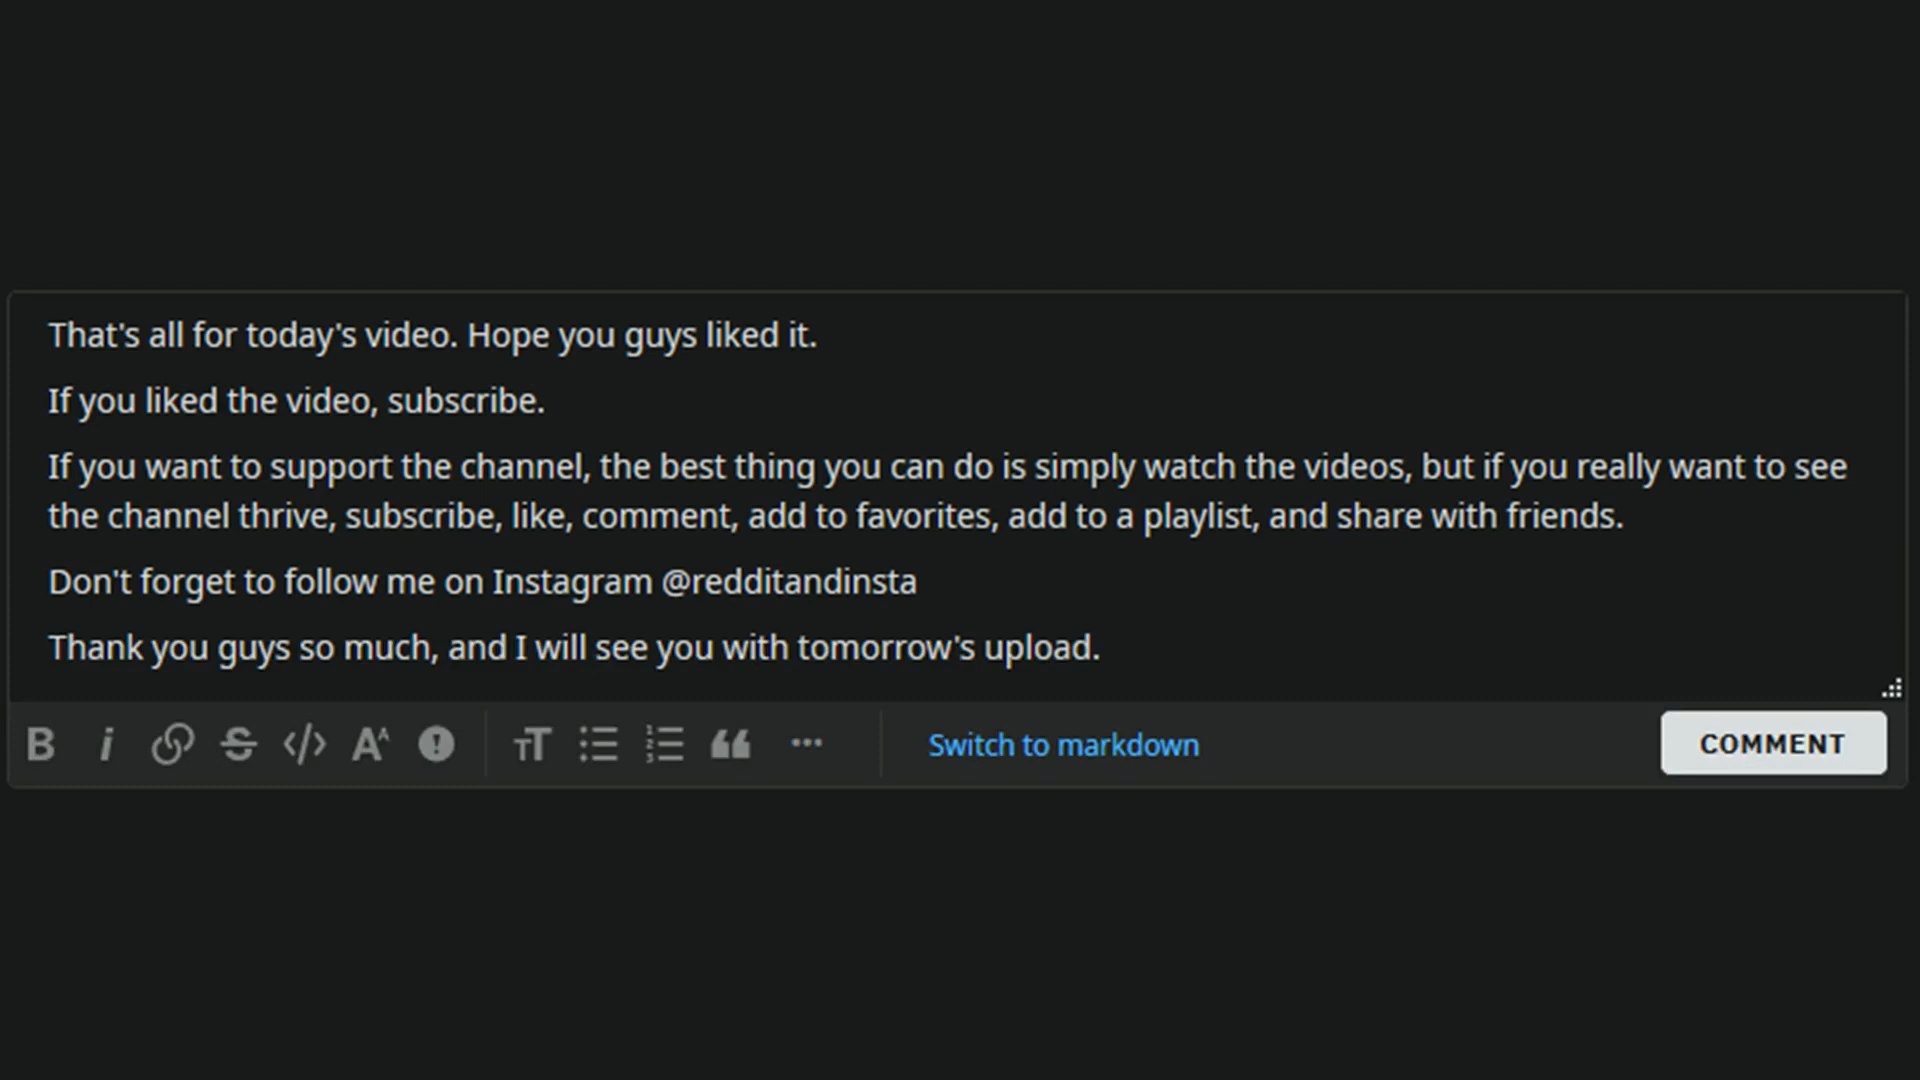 That's all for today's video. Hope you guys liked it.
If you liked the video, subscribe.
If you want to support the channel, the best thing you can do is simply watch the videos, but if you really want to see
the channel thrive, subscribe, like, comment, add to favorites, add to a playlist, and share with friends.
Don't forget to follow me on Instagram @redditandinsta
Thank you guys so much, and I will see you with tomorrow's upload.
Switch to markdown
COMMENT